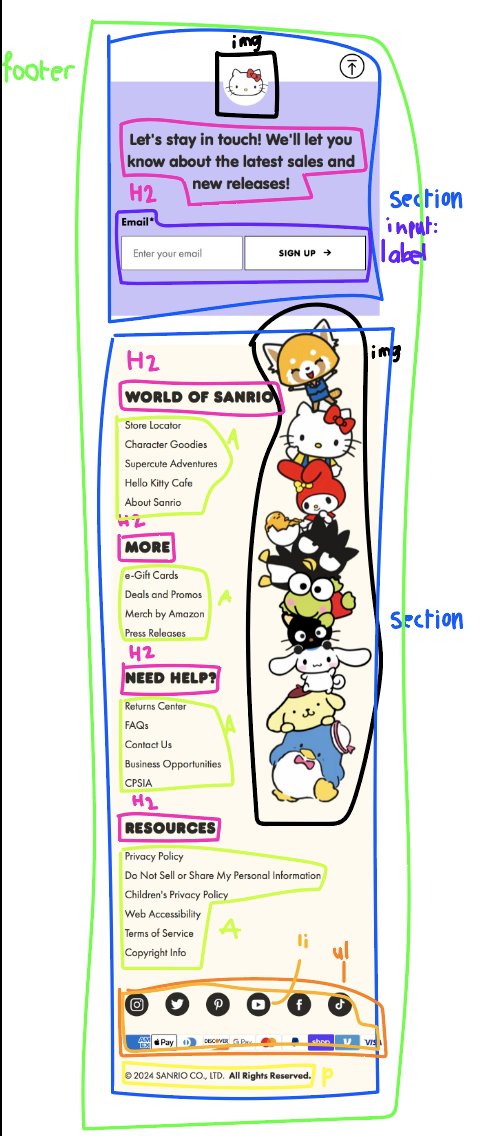 footer
img
Let's stay in touch! We'll let you
know about the latest sales and
new releases!
H2
section
Email*
input:
label
Enter your email
SIGN UP →
H2
img
WORLD OF SANRIO
Store Locator
Character Goodies
A
Supercute Adventures
Hello Kitty Cafe
About Sanrio
H2
MORE
e-Gift Cards
Deals and Promos
A
Merch by Amazon
Press Releases
section
H2
NEED HELP?
Returns Center
FAQs
A
Contact Us
Business Opportunities
CPSIA
H2
RESOURCES
Privacy Policy
Do Not Sell or Share My Personal Information
Children's Privacy Policy
Web Accessibility
Terms of Service
A
Copyright Info
li
ul
AM EX Pay DISCOVER G Pay shop V VISA
© 2024 SANRIO CO., LTD. All Rights Reserved.
P